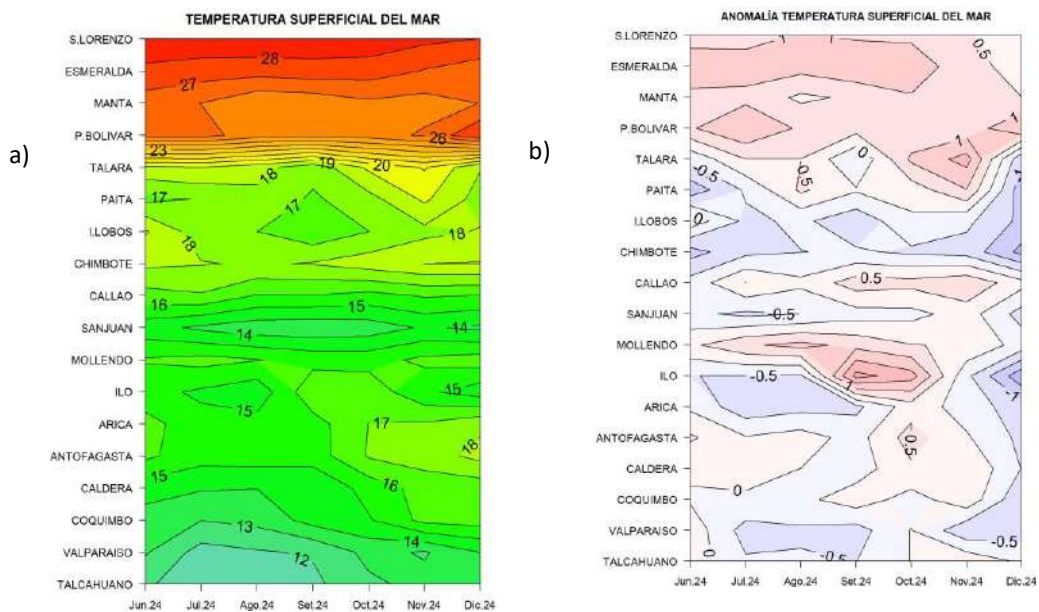 TEMPERATURA SUPERFICIAL DEL MAR
a)
S.LORENZO
ESMERALDA
MANTA
P.BOLIVAR
TALARA
PAITA
I.LOBOS
CHIMBOTE
CALLAO
SANJUAN
MOLLENDO
ILO
ARICA
ANTOFAGASTA
CALDERA
COQUIMBO
VALPARAISO
TALCAHUANO
28
27
26
23
20
19
18
17
17
18
18
16
15
14
14
15
15
17
18
15
16
13
12
Jun.24 Jul.24 Ago.24 Set.24 Oct.24 Nov.24 Dic.24
ANOMALÍA TEMPERATURA SUPERFICIAL DEL MAR
b)
S.LORENZO
ESMERALDA
MANTA
P.BOLIVAR
TALARA
PAITA
I.LOBOS
CHIMBOTE
CALLAO
SANJUAN
MOLLENDO
ILO
ARICA
ANTOFAGASTA
CALDERA
COQUIMBO
VALPARAISO
TALCAHUANO
1 1 0.5
1
0
1
-0.5
-0.5
-1
0
0.5
-0.5
-0.5
1
-1
0.5
0
0
-0.5
-0.5
Jun.24 Jul.24 Ago.24 Set.24 Oct.24 Nov.24 Dic.24